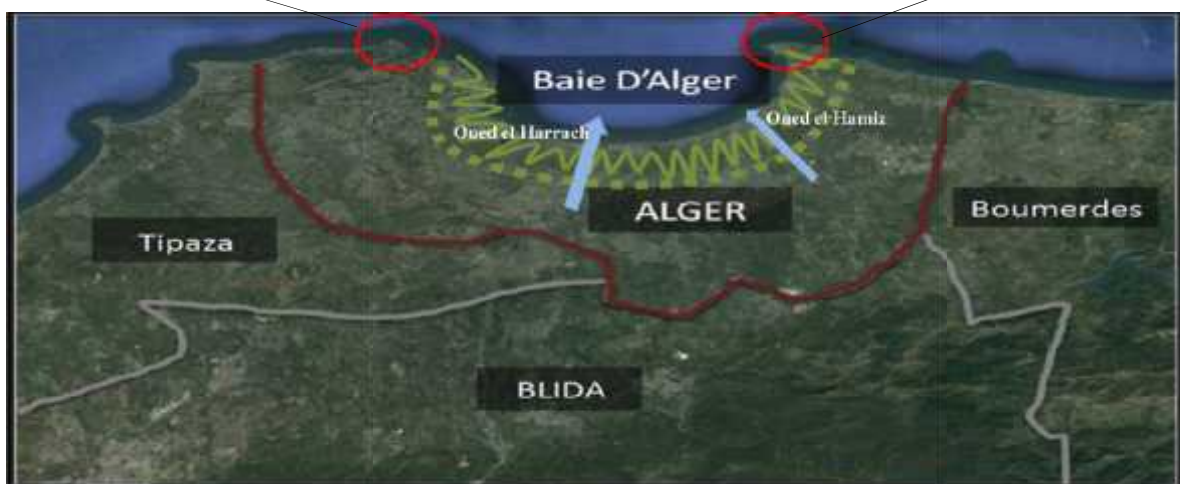 Baie D'Alger
Oued el Harrach
Oued el Hamiz
ALGER
Boumerdes
Tipaza
BLIDA